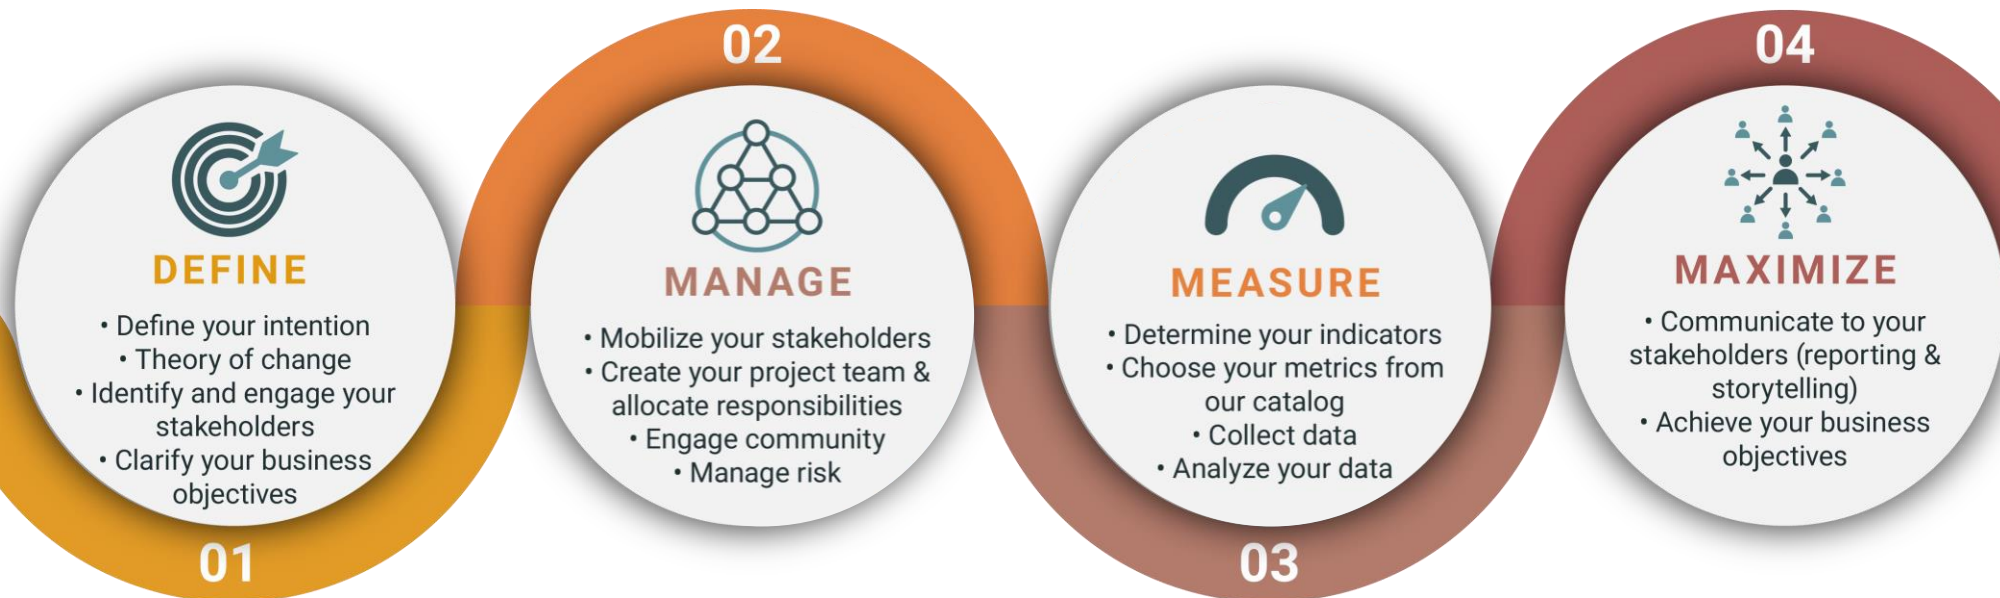 01
DEFINE
• Define your intention
• Theory of change
• Identify and engage your
stakeholders
• Clarify your business
objectives
02
MANAGE
• Mobilize your stakeholders
• Create your project team &
allocate responsibilities
• Engage community
• Manage risk
03
MEASURE
• Determine your indicators
• Choose your metrics from
our catalog
• Collect data
• Analyze your data
04
MAXIMIZE
• Communicate to your
stakeholders (reporting &
storytelling)
• Achieve your business
objectives